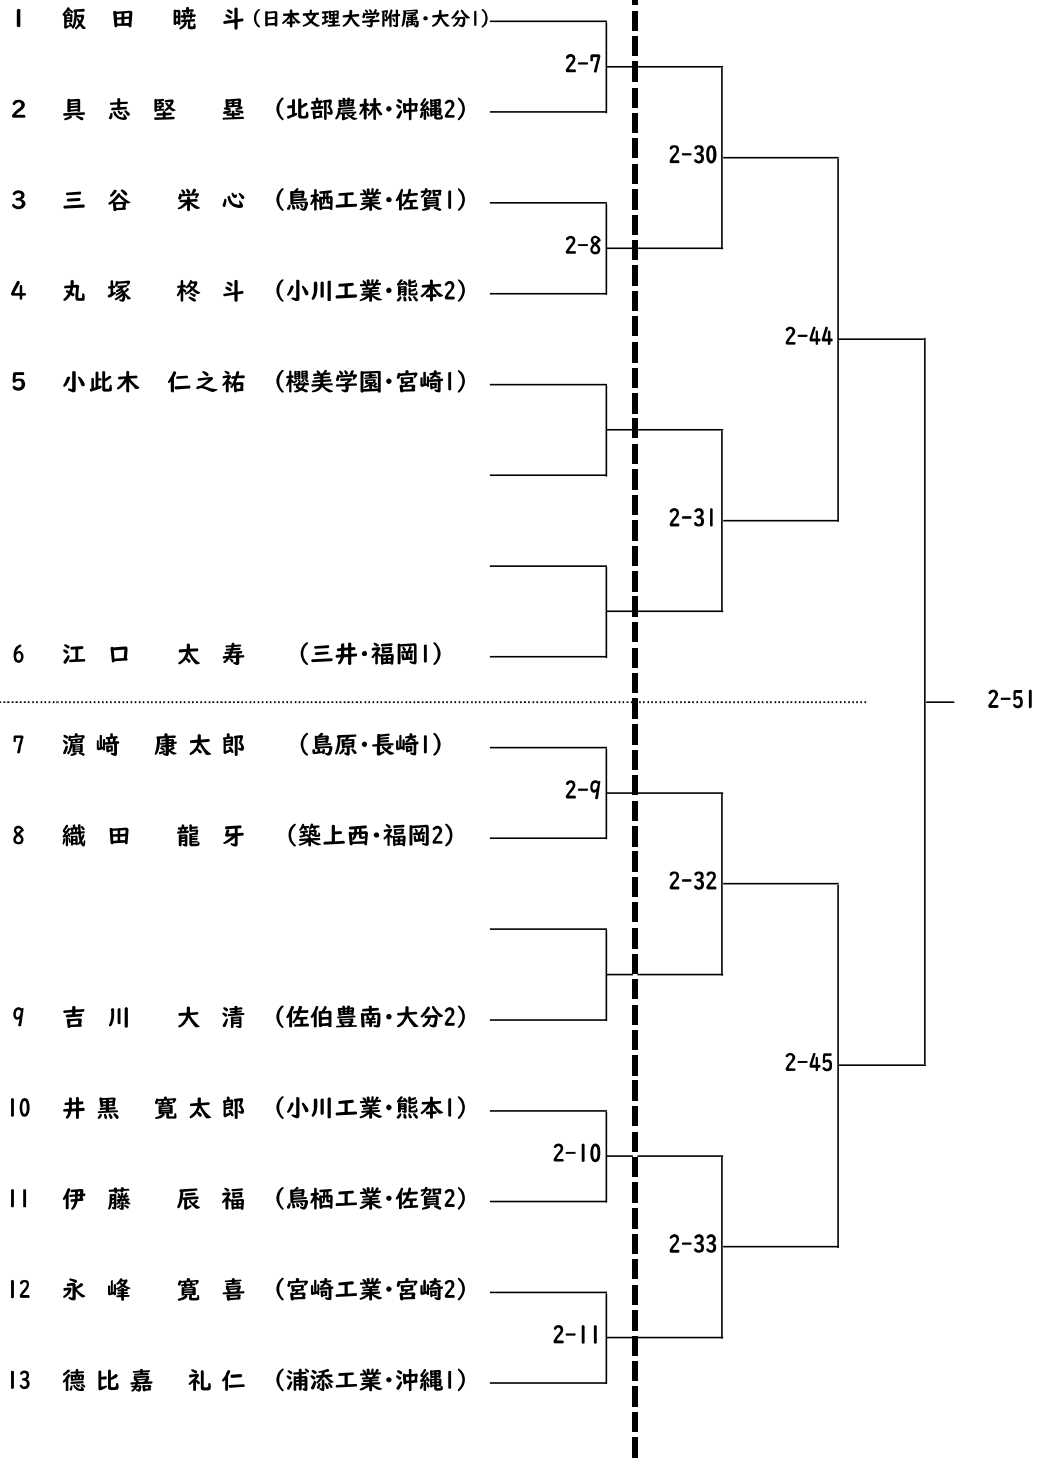 1 飯田 暁斗 (日本文理大学附属・大分1)
2-7
2 具志堅 塁 (北部農林・沖縄2)
2-30
3 三谷 栄心 (鳥栖工業・佐賀1)
2-8
4 丸塚 柊斗 (小川工業・熊本2)
2-44
5 小此木 仁之祐 (櫻美学園・宮崎1)
2-31
6 江口 太寿 (三井・福岡1)
2-51
7 濵﨑 康太郎 (島原・長崎1)
2-9
8 織田 龍牙 (築上西・福岡2)
2-32
9 吉川 大清 (佐伯豊南・大分2)
2-45
10 井黒 寛太郎 (小川工業・熊本1)
2-10
11 伊藤 辰福 (鳥栖工業・佐賀2)
2-33
12 永峰 寛喜 (宮崎工業・宮崎2)
2-11
13 德比嘉 礼仁 (浦添工業・沖縄1)